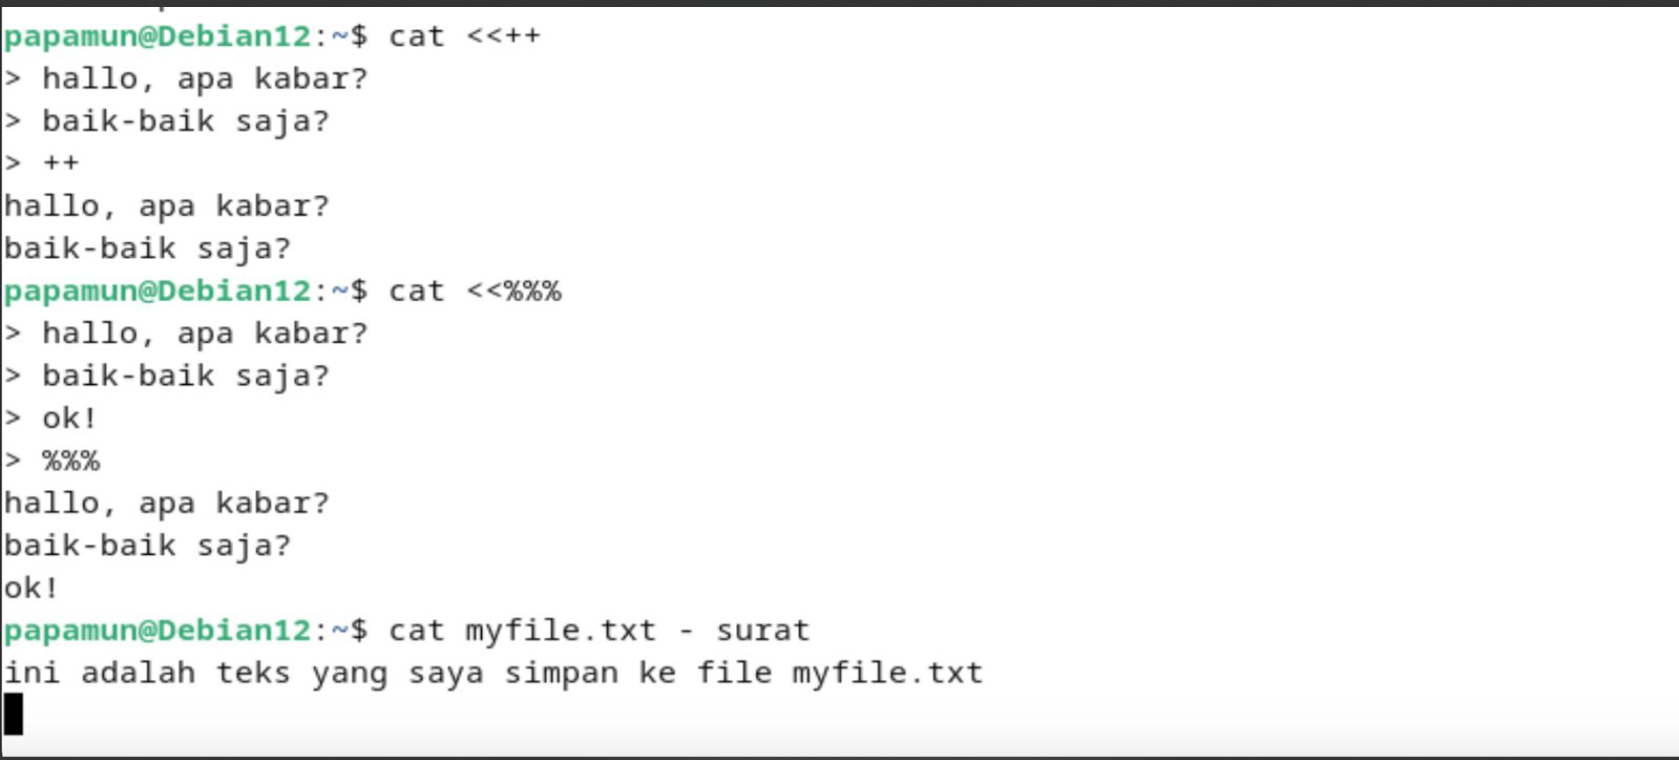 papamun@Debian12:~$ cat <<++
> hallo, apa kabar?
> baik-baik saja?
> ++
hallo, apa kabar?
baik-baik saja?
papamun@Debian12:~$ cat <<%%%
> hallo, apa kabar?
> baik-baik saja?
> ok!
> %%%
hallo, apa kabar?
baik-baik saja?
ok!
papamun@Debian12:~$ cat myfile.txt - surat
ini adalah teks yang saya simpan ke file myfile.txt